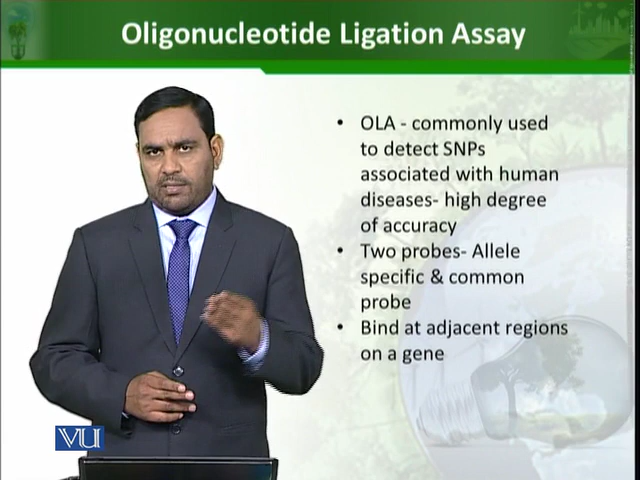 Oligonucleotide Ligation Assay
• OLA - commonly used
to detect SNPs
associated with human
diseases- high degree
of accuracy
• Two probes- Allele
specific & common
probe
• Bind at adjacent regions
on a gene
VU